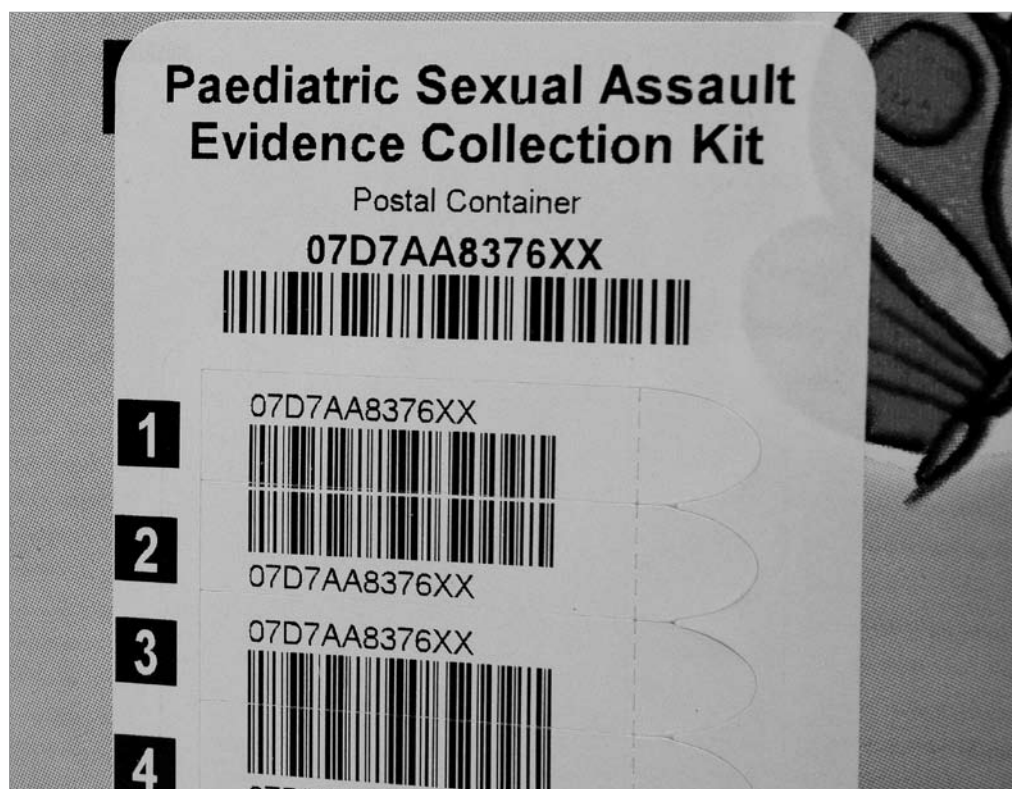 Paediatric Sexual Assault
Evidence Collection Kit
Postal Container
07D7AA8376XX
1
07D7AA8376XX
2
07D7AA8376XX
3
07D7AA8376XX
4